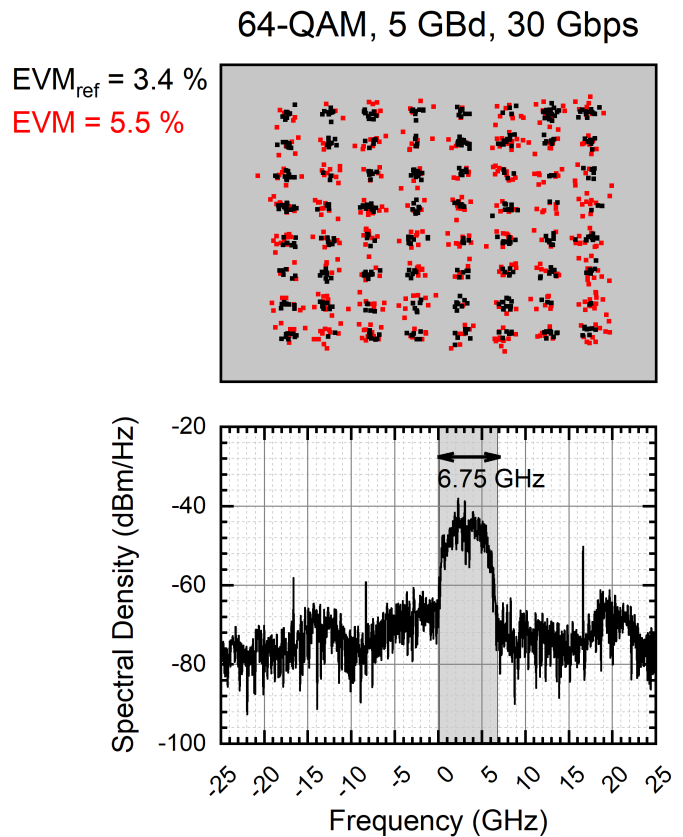 64-QAM, 5 GBd, 30 Gbps
EVMref = 3.4 %
EVM = 5.5 %
-20
6.75 GHz
-40
-60
-80
-100
Spectral Density (dBm/Hz)
-25 -20 -15 -10 -5 0 5 10 15 20 25
Frequency (GHz)